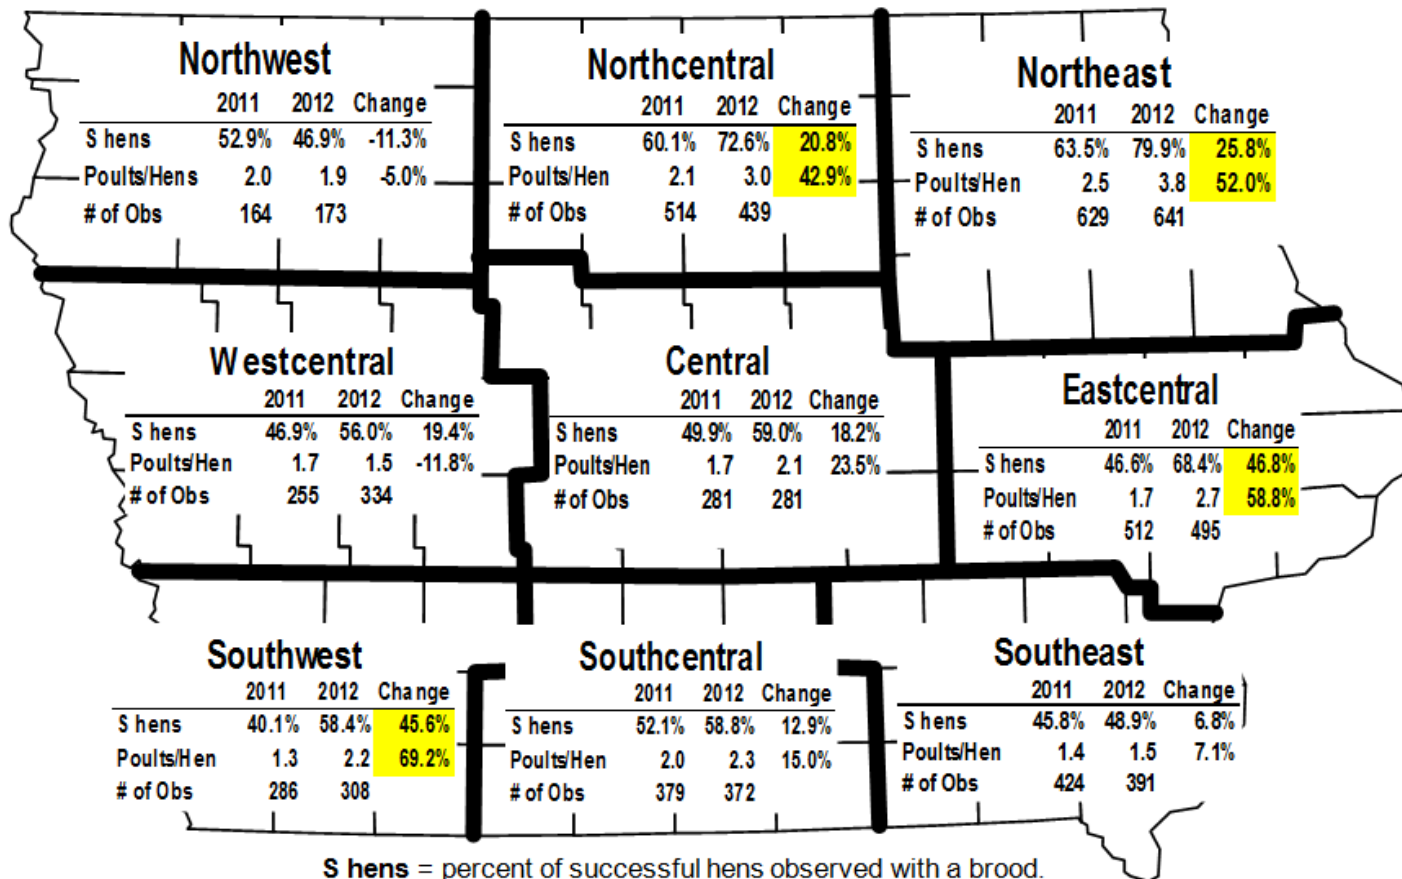 Northwest
2011 2012 Change
S hens 52.9% 46.9% -11.3%
Poults/Hens 2.0 1.9 -5.0%
# of Obs 164 173
Northcentral
2011 2012 Change
S hens 60.1% 72.6% 20.8%
Poults/Hen 2.1 3.0 42.9%
# of Obs 514 439
Northeast
2011 2012 Change
S hens 63.5% 79.9% 25.8%
Poults/Hen 2.5 3.8 52.0%
# of Obs 629 641
Westcentral
2011 2012 Change
S hens 46.9% 56.0% 19.4%
Poults/Hen 1.7 1.5 -11.8%
# of Obs 255 334
Central
2011 2012 Change
S hens 49.9% 59.0% 18.2%
Poults/Hen 1.7 2.1 23.5%
# of Obs 281 281
Eastcentral
2011 2012 Change
S hens 46.6% 68.4% 46.8%
Poults/Hen 1.7 2.7 58.8%
# of Obs 512 495
Southwest
2011 2012 Change
S hens 40.1% 58.4% 45.6%
Poults/Hen 1.3 2.2 69.2%
# of Obs 286 308
Southcentral
2011 2012 Change
S hens 52.1% 58.8% 12.9%
Poults/Hen 2.0 2.3 15.0%
# of Obs 379 372
Southeast
2011 2012 Change
S hens 45.8% 48.9% 6.8%
Poults/Hen 1.4 1.5 7.1%
# of Obs 424 391
S hens = percent of successful hens observed with a brood.